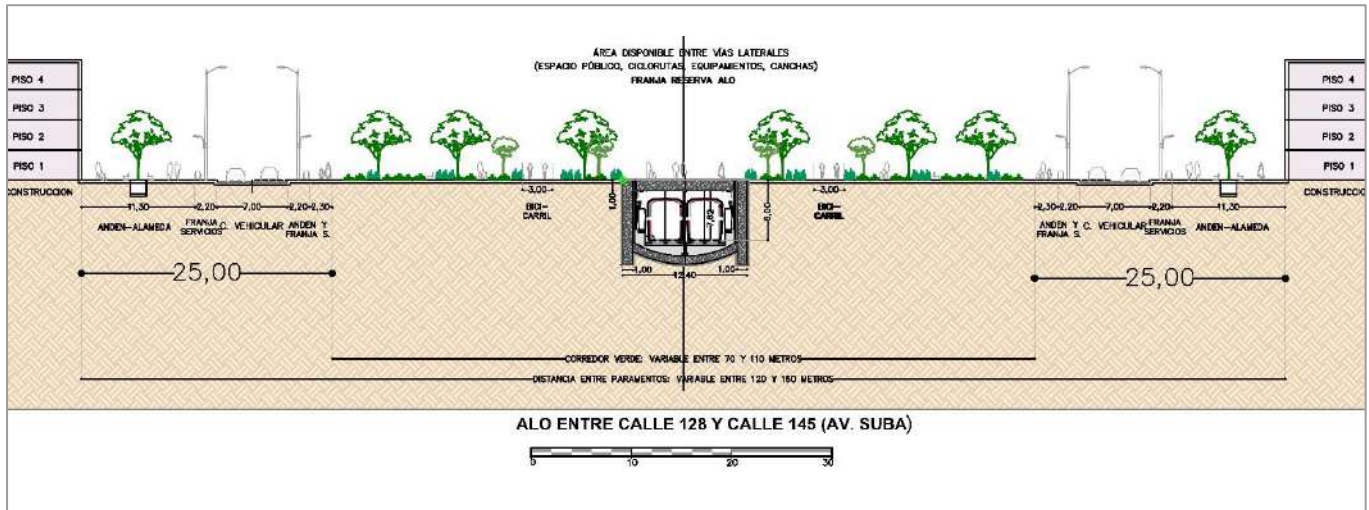 ÁREA DISPONIBLE ENTRE VÍAS LATERALES
(ESPACIO PÚBLICO, CICLORUTAS, EQUIPAMIENTOS, CANCHAS)
FRANJA RESERVA ALO
PISO 4
PISO 3
PISO 2
PISO 1
CONSTRUCCION
PISO 4
PISO 3
PISO 2
PISO 1
CONSTRUCC
11,30
2,20
7,00
2,20
2,30
ANDEN-ALAMEDA
FRANJA
SERVICIOS
C. VEHICULAR
ANDEN Y
FRANJA S.
25,00
3,00
BICI-
CARRIL
1,00
1,00
12,40
1,00
3,00
BICI-
CARRIL
2,30
2,20
7,00
2,20
11,30
ANDEN Y
FRANJA S.
C. VEHICULAR
FRANJA
SERVICIOS
ANDEN-ALAMEDA
25,00
CORREDOR VERDE: VARIABLE ENTRE 70 Y 110 METROS
DISTANCIA ENTRE PARAMENTOS: VARIABLE ENTRE 120 Y 160 METROS
ALO ENTRE CALLE 128 Y CALLE 145 (AV. SUBA)
0 10 20 30